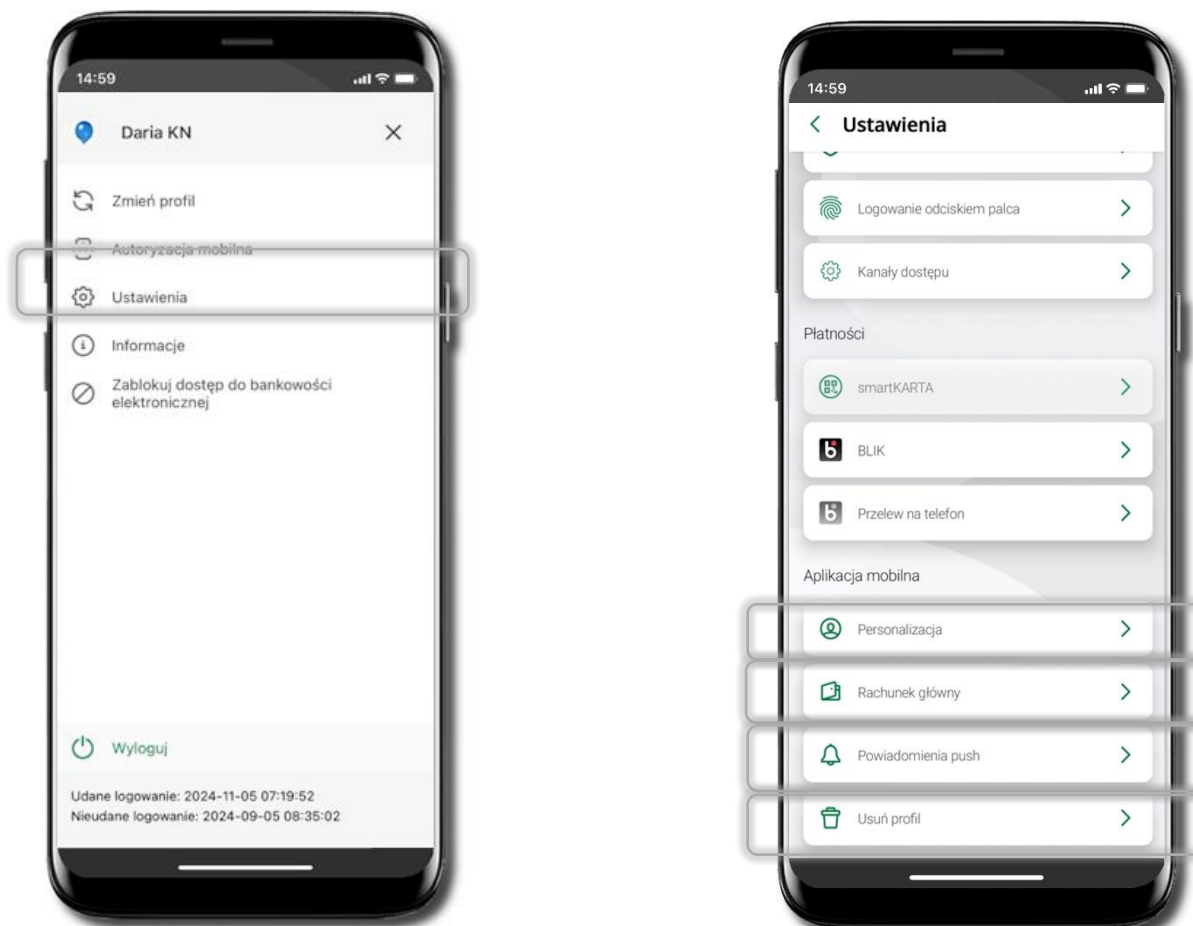 14:59
Daria KN
Zmień profil
Autoryzacja mobilna
Ustawienia
Informacje
Zablokuj dostęp do bankowości
elektronicznej
Wyloguj
Udane logowanie: 2024-11-05 07:19:52
Nieudane logowanie: 2024-09-05 08:35:02
14:59
Ustawienia
Logowanie odciskiem palca
Kanały dostępu
Płatności
smartKARTA
BLIK
Przelew na telefon
Aplikacja mobilna
Personalizacja
Rachunek główny
Powiadomienia push
Usuń profil